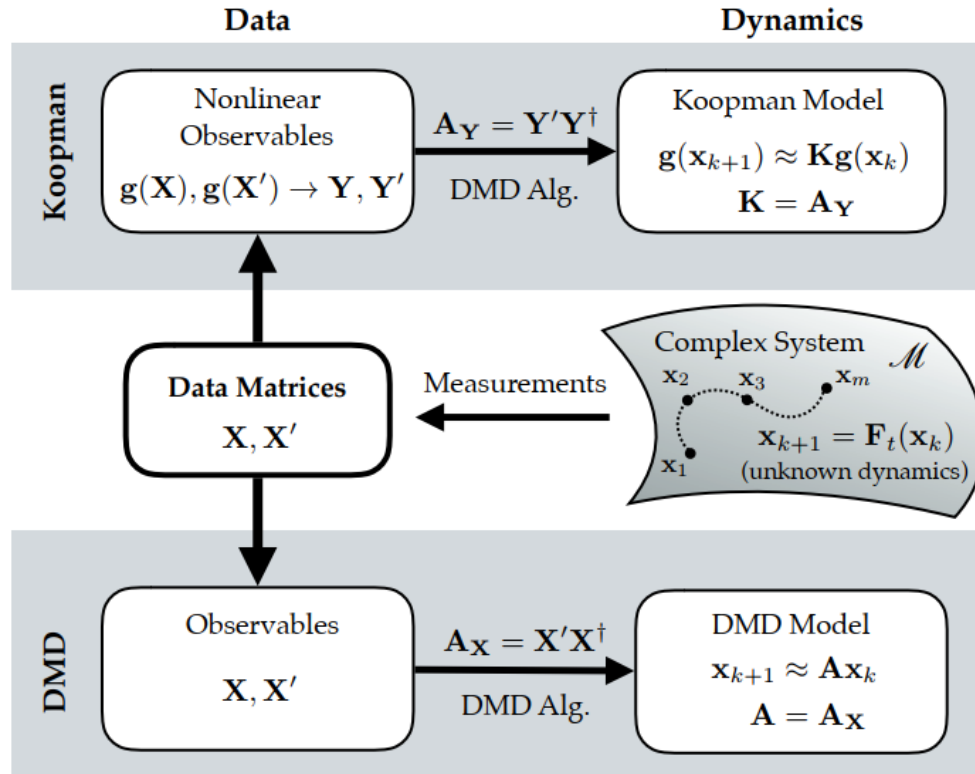 Data
Dynamics
Koopman
Nonlinear
Observables
g(X), g(X′) → Y, Y′
A_Y = Y′Y†
DMD Alg.
Koopman Model
g(x_{k+1}) ≈ Kg(x_k)
K = A_Y
Data Matrices
X, X′
Measurements
Complex System
ℳ
x_2
x_3
x_m
x_1
x_{k+1} = F_t(x_k)
(unknown dynamics)
DMD
Observables
X, X′
A_X = X′X†
DMD Alg.
DMD Model
x_{k+1} ≈ Ax_k
A = A_X